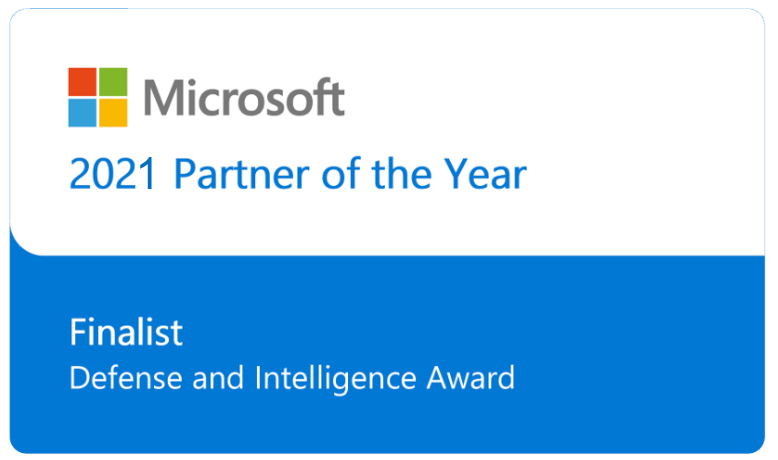 Microsoft
2021 Partner of the Year
Finalist
Defense and Intelligence Award